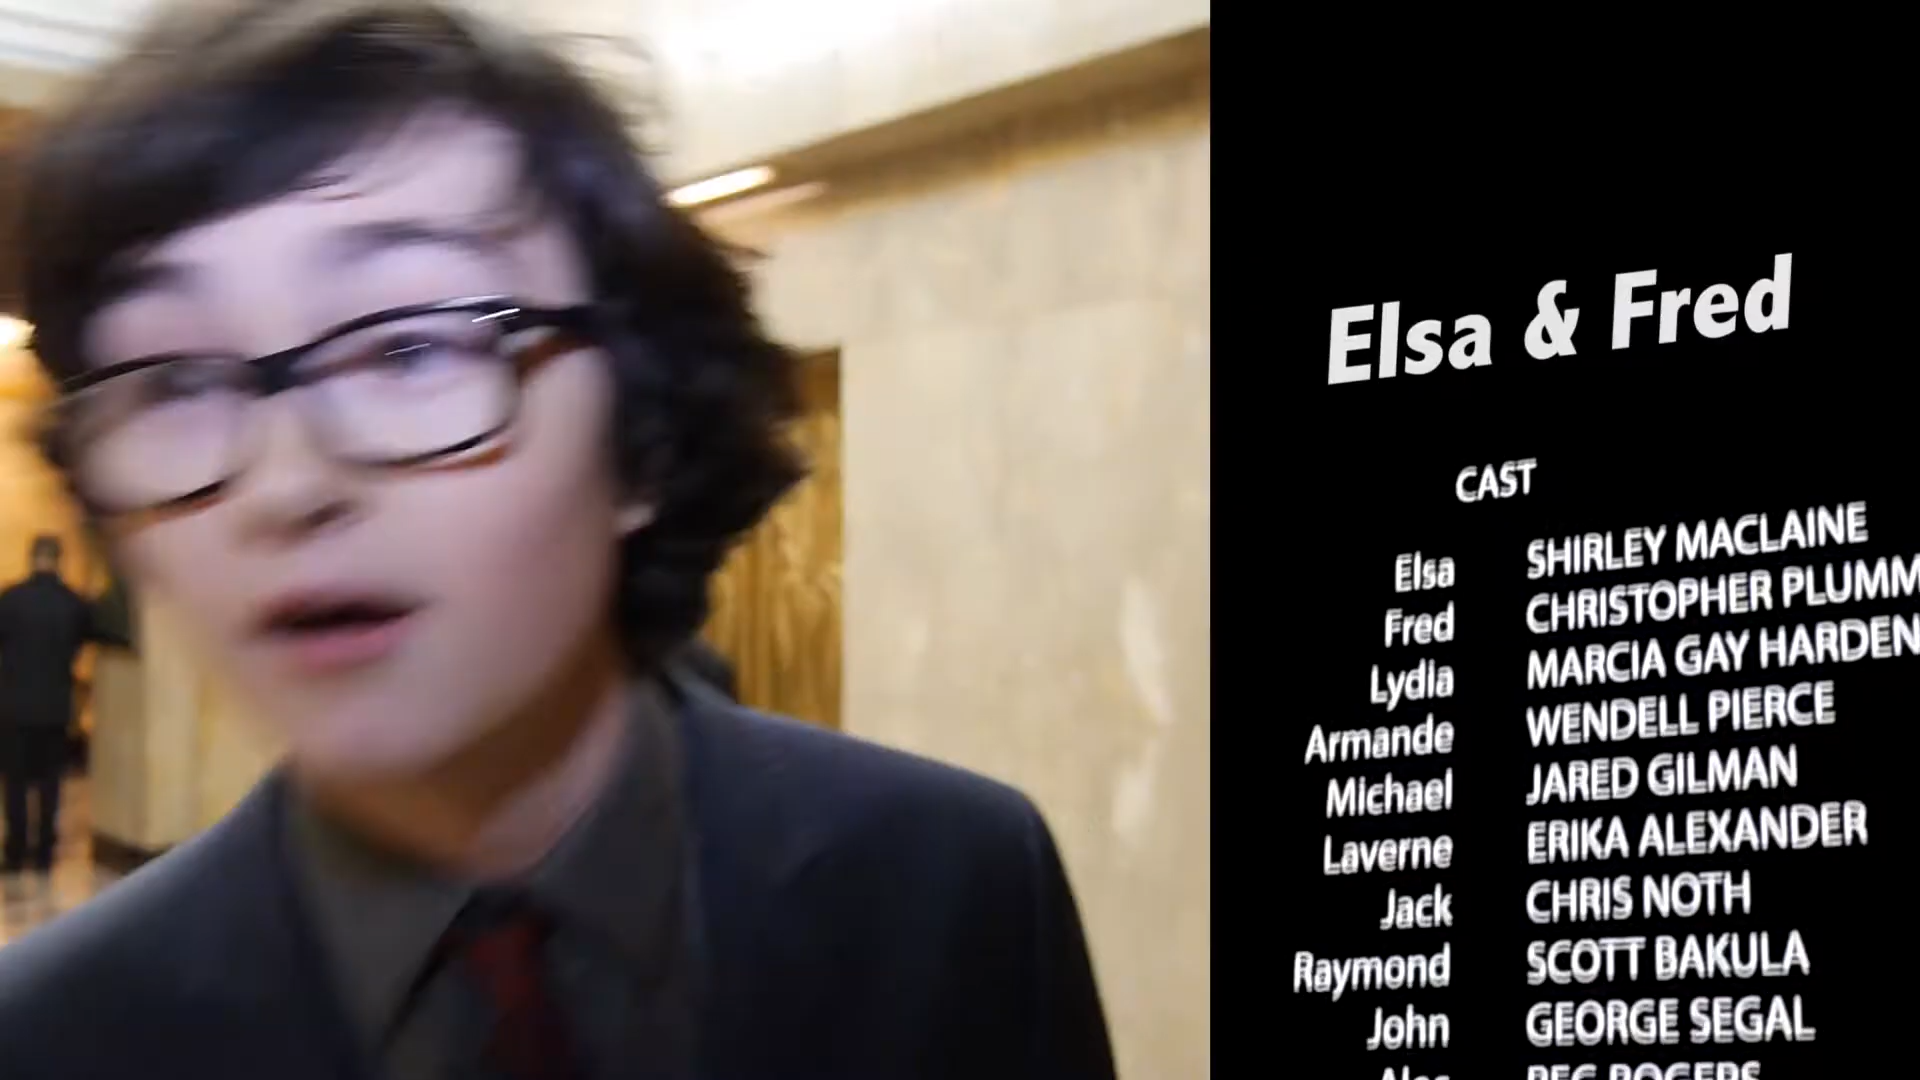 Elsa & Fred
CAST
Elsa SHIRLEY MACLAINE
Fred CHRISTOPHER PLUMM
Lydia MARCIA GAY HARDEN
Armande WENDELL PIERCE
Michael JARED GILMAN
Laverne ERIKA ALEXANDER
Jack CHRIS NOTH
Raymond SCOTT BAKULA
John GEORGE SEGAL